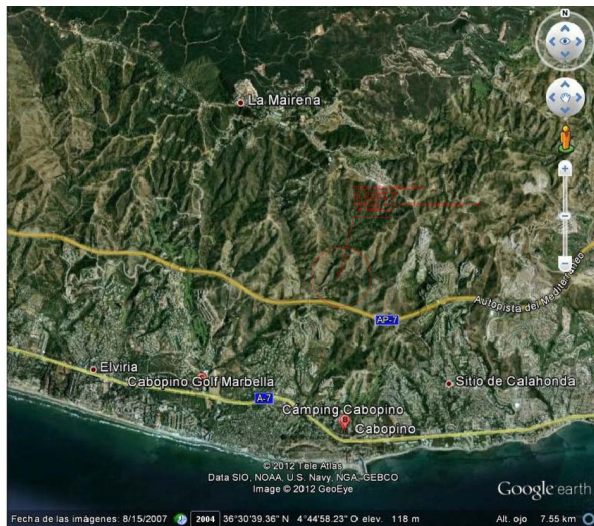 N
La Mairena
Autopista del Mediterráneo
AP-7
Elviria
Cabopino Golf Marbella
Sitio de Calahonda
A-7
Camping Cabopino
B
Cabopino
© 2012 Tele Atlas
Data SIO, NOAA, U.S. Navy, NGA, GEBCO
Image © 2012 GeoEye
Google earth
Fecha de las imágenes: 8/15/2007 2004 36°30'39.36" N 4°44'58.23" O elev. 118 m Alt. ojo 7.55 km